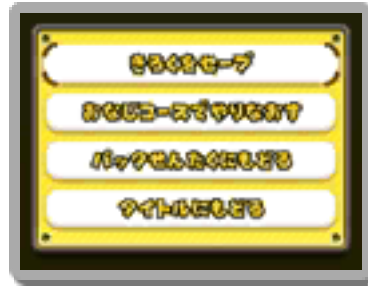 きろくをセーブ
おなじコースでやりなおす
パックせんたくにもどる
タイトルにもどる